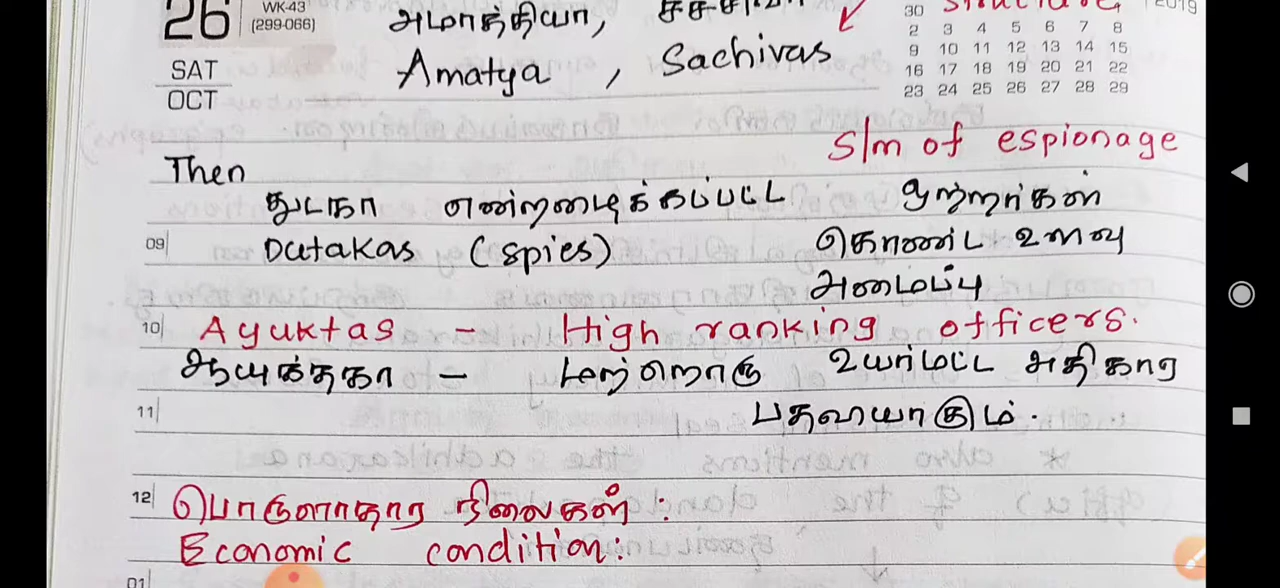 26 WK-43
(299-066)
SAT
OCT
அமாத்தியா,
Amatya , Sachivas
30
2 3 4 5 6 7 8
9 10 11 12 13 14 15
16 17 18 19 20 21 22
23 24 25 26 27 28 29
2019
S/m of espionage
Then
துடகா என்றழைக்கப்பட்ட ஒற்றர்கள்
09 Dutakas (spies) கொண்ட உளவு
அமைப்பு
10 Ayuktas - High ranking officers.
ஆயுக்தகா - மற்றொரு உயர்மட்ட அதிகார
11 பதவியாகும்.
12 பொருளாதார நிலைகள் :
Economic condition:
01